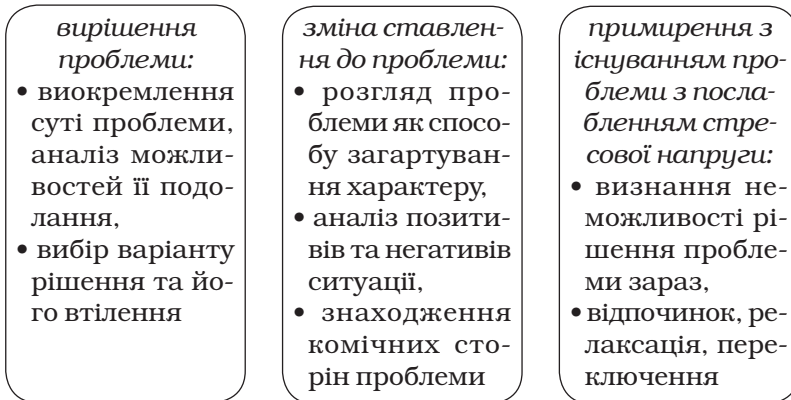 вирішення
проблеми:
• виокремлення
суті проблеми,
аналіз можли-
востей її подо-
лання,
• вибір варіанту
рішення та йо-
го втілення
зміна ставлен-
ня до проблеми:
• розгляд про-
блеми як спосо-
бу загартуван-
ня характеру,
• аналіз позити-
вів та негативів
ситуації,
• знаходження
комічних сто-
рін проблеми
примирення з
існуванням про-
блеми з посла-
бленням стре-
сової напруги:
• визнання не-
можливості рі-
шення пробле-
ми зараз,
• відпочинок, ре-
лаксація, пере-
ключення